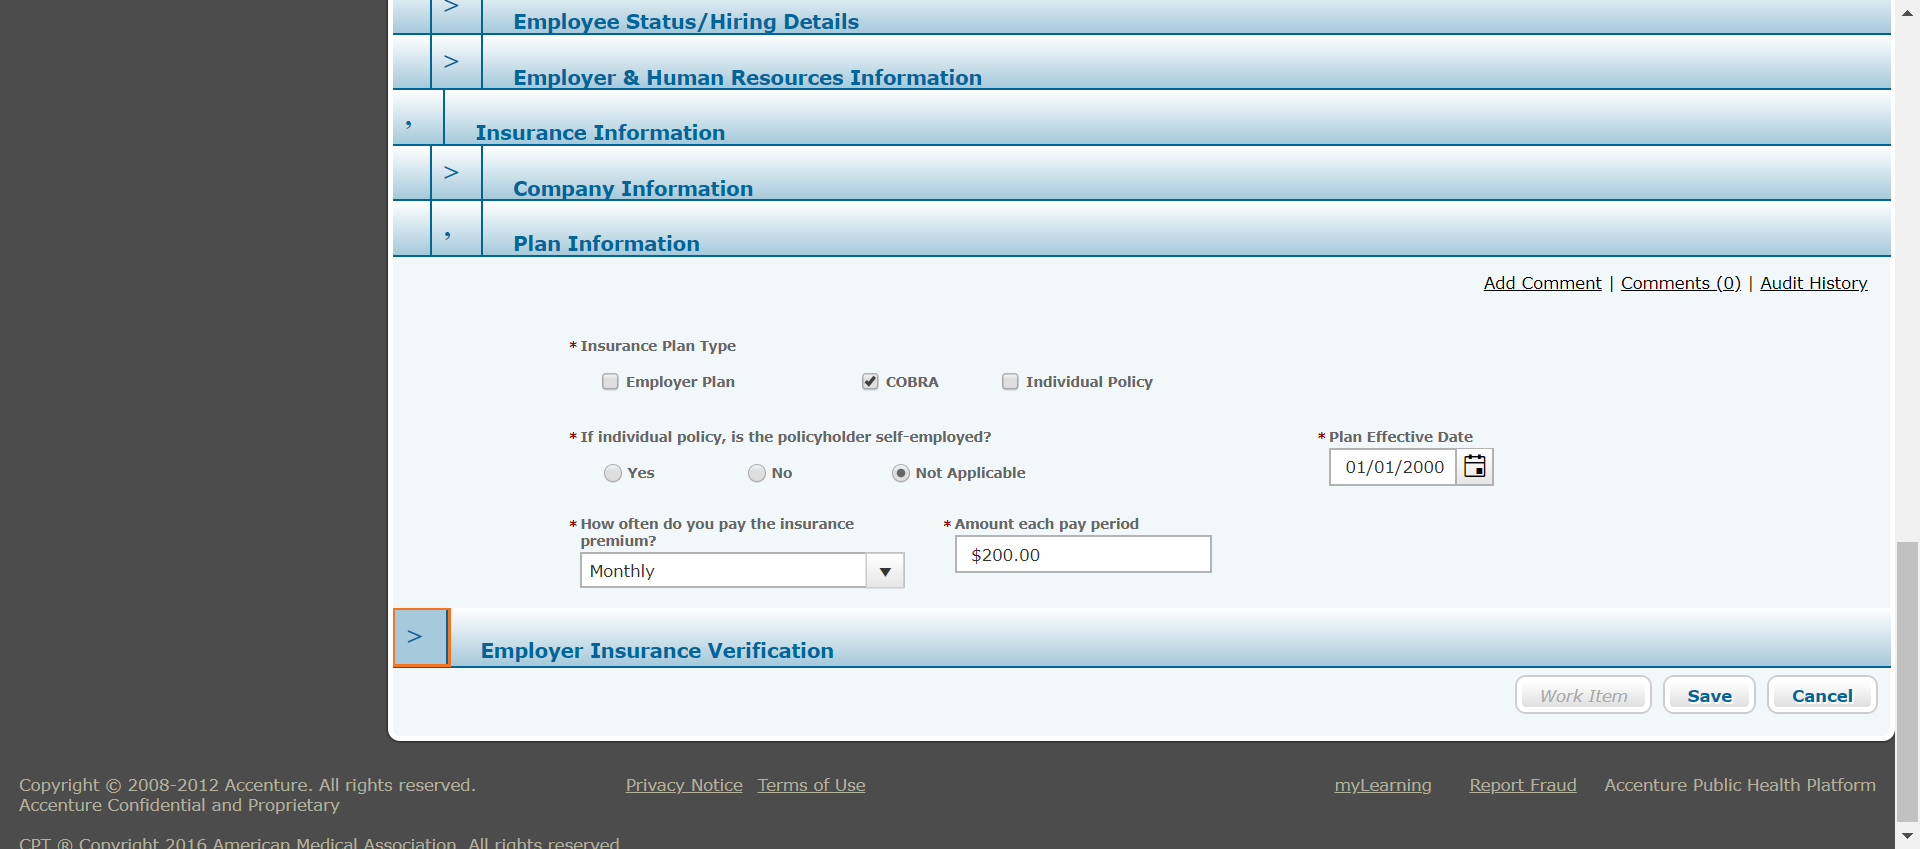 > Employee Status/Hiring Details
> Employer & Human Resources Information
, Insurance Information
> Company Information
, Plan Information
Add Comment | Comments (0) | Audit History
* Insurance Plan Type
Employer Plan COBRA Individual Policy
* If individual policy, is the policyholder self-employed? * Plan Effective Date
Yes No Not Applicable 01/01/2000
* How often do you pay the insurance * Amount each pay period
premium?
Monthly $200.00
> Employer Insurance Verification
Work Item Save Cancel
Copyright © 2008-2012 Accenture. All rights reserved. Privacy Notice Terms of Use myLearning Report Fraud Accenture Public Health Platform
Accenture Confidential and Proprietary
CPT ® Copyright 2016 American Medical Association. All rights reserved